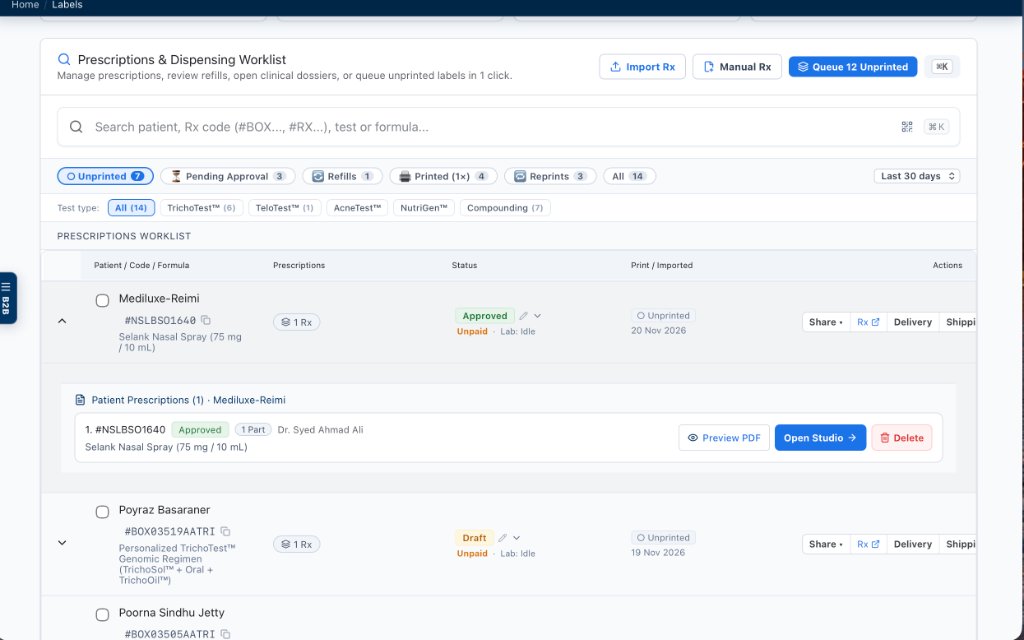 Home / Labels
Prescriptions & Dispensing Worklist
Manage prescriptions, review refills, open clinical dossiers, or queue unprinted labels in 1 click.
Import Rx
Manual Rx
Queue 12 Unprinted
⌘K
Search patient, Rx code (#BOX..., #RX...), test or formula...
⌘K
Unprinted 7
Pending Approval 3
Refills 1
Printed (1×) 4
Reprints 3
All 14
Last 30 days
Test type:
All (14)
TrichoTest™ (6)
TeloTest™ (1)
AcneTest™
NutriGen™
Compounding (7)
PRESCRIPTIONS WORKLIST
Patient / Code / Formula
Prescriptions
Status
Print / Imported
Actions
B2B
Mediluxe-Reimi
#NSLBSO1640
Selank Nasal Spray (75 mg
/ 10 mL)
1 Rx
Approved
Unpaid · Lab: Idle
Unprinted
20 Nov 2026
Share •
Rx
Delivery
Shippi
Patient Prescriptions (1) · Mediluxe-Reimi
1. #NSLBSO1640 Approved 1 Part Dr. Syed Ahmad Ali
Selank Nasal Spray (75 mg / 10 mL)
Preview PDF
Open Studio →
Delete
Poyraz Basaraner
#BOX03519AATRI
Personalized TrichoTest™
Genomic Regimen
(TrichoSol™ + Oral +
TrichoOil™)
1 Rx
Draft
Unpaid · Lab: Idle
Unprinted
19 Nov 2026
Share •
Rx
Delivery
Shippi
Poorna Sindhu Jetty
#BOX03505AATRI